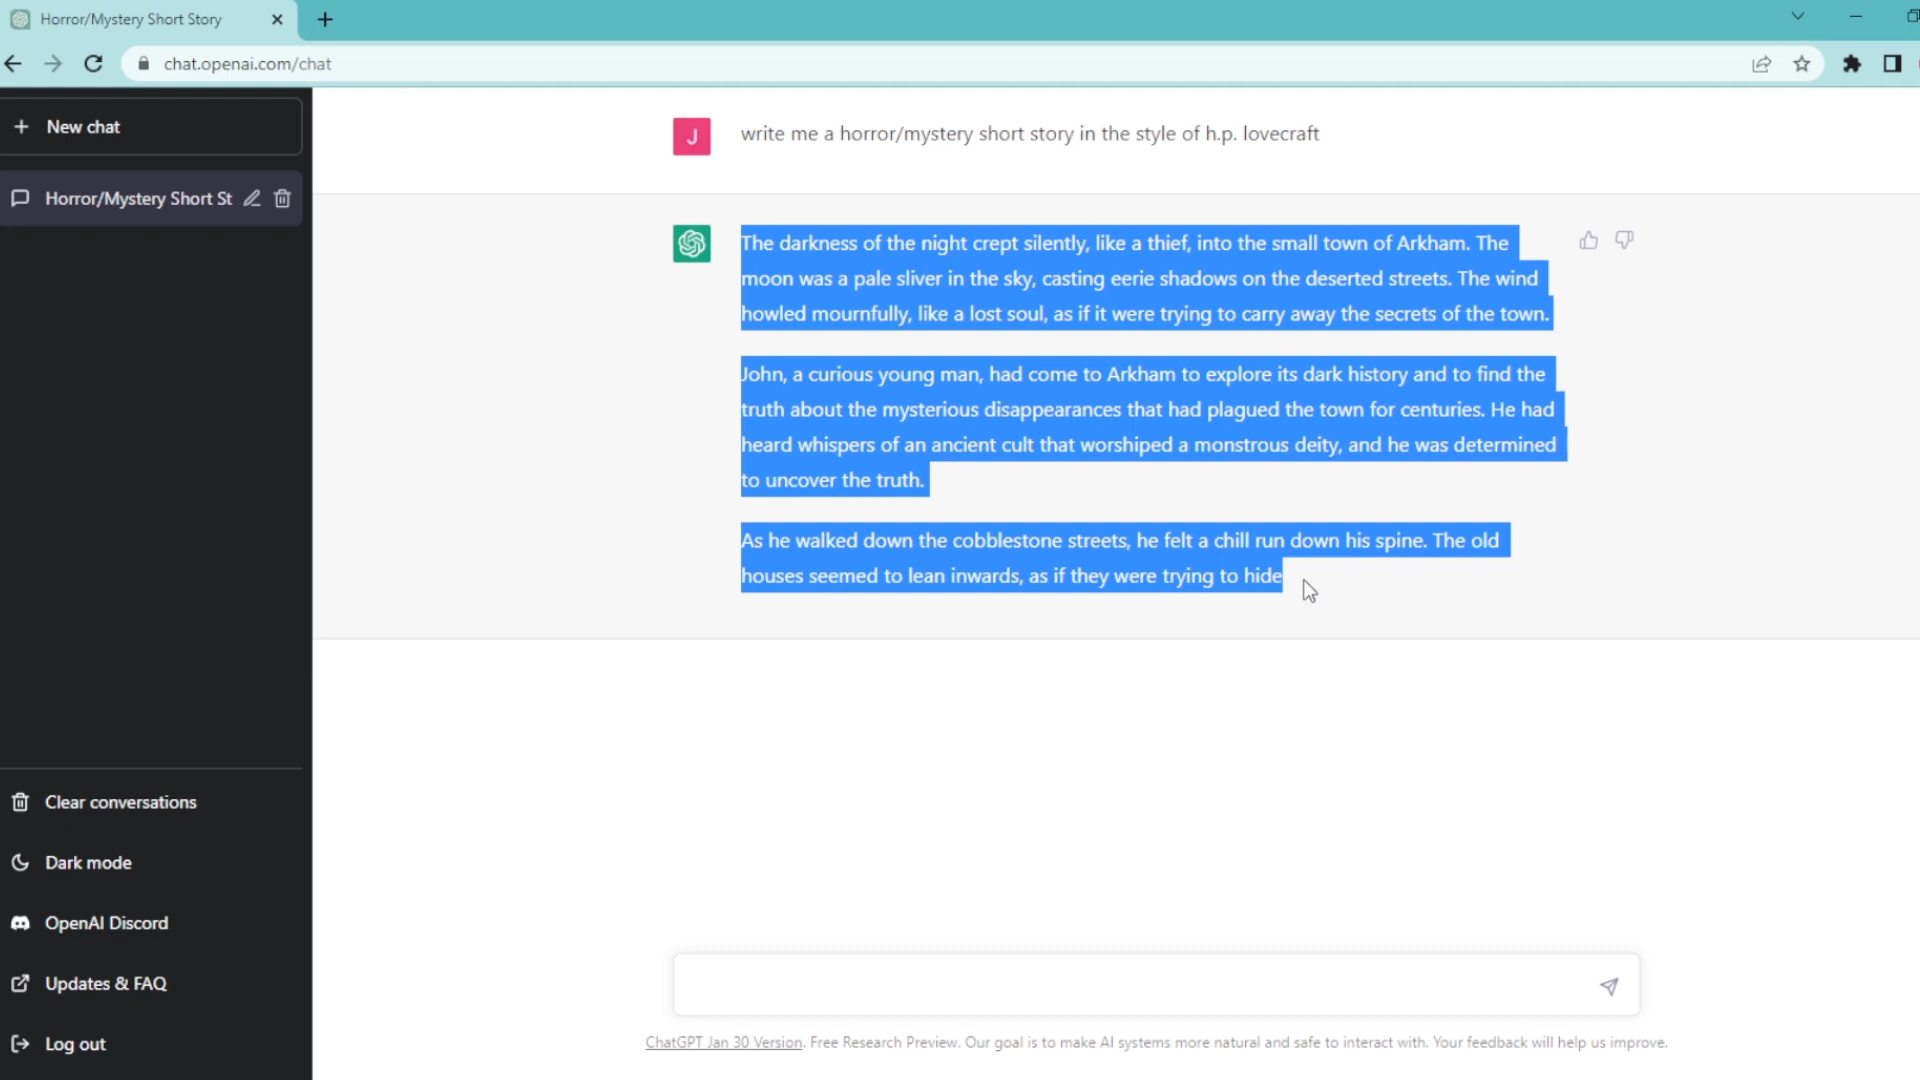 Horror/Mystery Short Story
chat.openai.com/chat
New chat
Horror/Mystery Short St
J
write me a horror/mystery short story in the style of h.p. lovecraft
The darkness of the night crept silently, like a thief, into the small town of Arkham. The
moon was a pale sliver in the sky, casting eerie shadows on the deserted streets. The wind
howled mournfully, like a lost soul, as if it were trying to carry away the secrets of the town.
John, a curious young man, had come to Arkham to explore its dark history and to find the
truth about the mysterious disappearances that had plagued the town for centuries. He had
heard whispers of an ancient cult that worshiped a monstrous deity, and he was determined
to uncover the truth.
As he walked down the cobblestone streets, he felt a chill run down his spine. The old
houses seemed to lean inwards, as if they were trying to hide
Clear conversations
Dark mode
OpenAI Discord
Updates & FAQ
Log out
ChatGPT Jan 30 Version. Free Research Preview. Our goal is to make AI systems more natural and safe to interact with. Your feedback will help us improve.